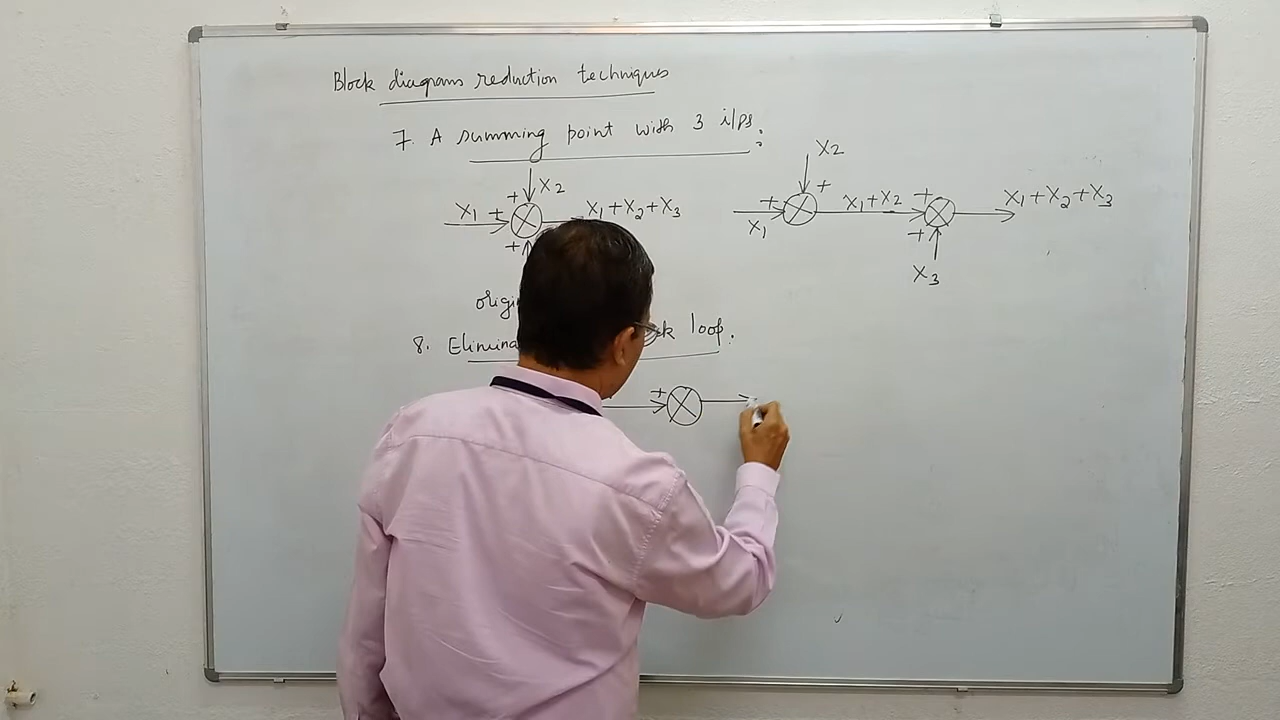 Block diagrams reduction techniques
7. A summing point with 3 i/ps:
X1 + + X2 + X1+X2+X3
X1 + X2 + X1+X2 + + X3 X1+X2+X3
8. loop.
+